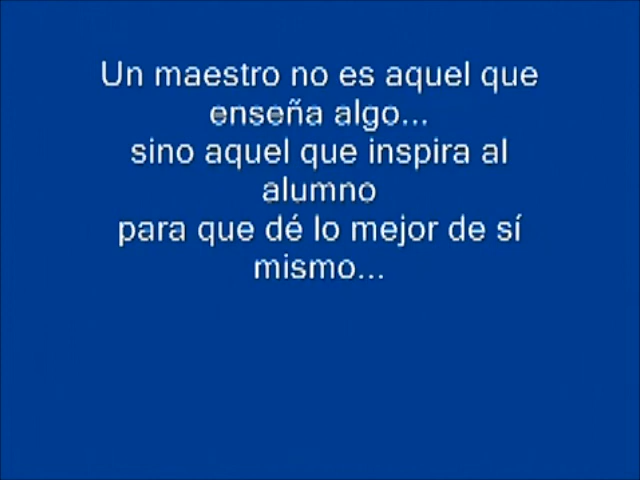 Un maestro no es aquel que
enseña algo...
sino aquel que inspira al
alumno
para que dé lo mejor de sí
mismo...